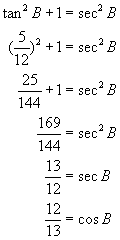 tan² B + 1 = sec² B
(5/12)² + 1 = sec² B
25/144 + 1 = sec² B
169/144 = sec² B
13/12 = sec B
12/13 = cos B